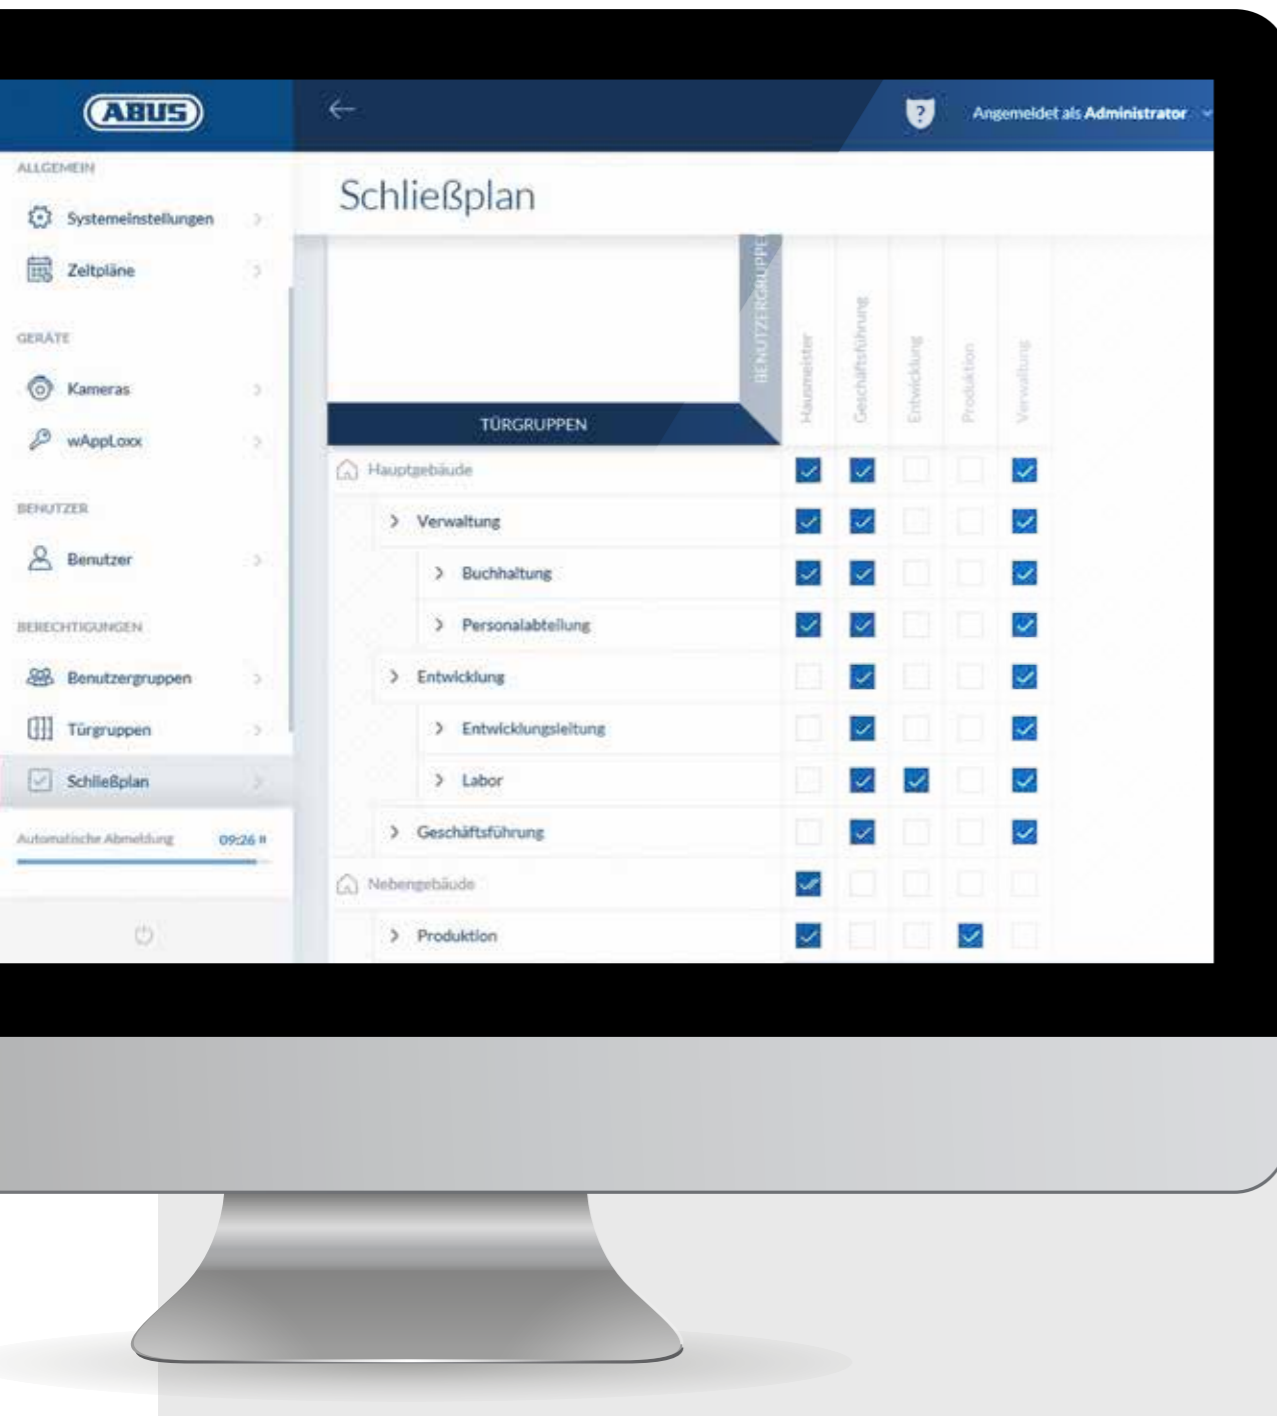 ABUS
Angemeldet als Administrator
ALLGEMEIN
Systemeinstellungen
Zeitpläne
GERÄTE
Kameras
wAppLoxx
BENUTZER
Benutzer
BERECHTIGUNGEN
Benutzergruppen
Türgruppen
Schließplan
Automatische Abmeldung 09:26
Schließplan
BENUTZERGRUPPE
Hausmeister
Geschäftsführung
Entwicklung
Produktion
Verwaltung
TÜRGRUPPEN
Hauptgebäude
Verwaltung
Buchhaltung
Personalabteilung
Entwicklung
Entwicklungsleitung
Labor
Geschäftsführung
Nebengebäude
Produktion